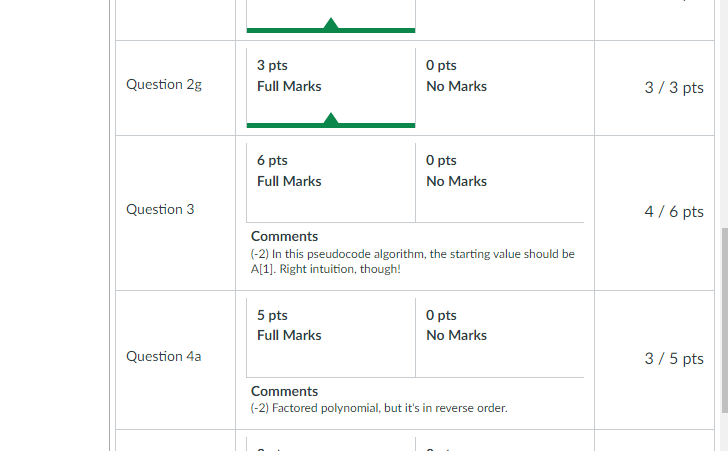 Question 2g
3 pts
Full Marks
0 pts
No Marks
3 / 3 pts
Question 3
6 pts
Full Marks
0 pts
No Marks
4 / 6 pts
Comments
(-2) In this pseudocode algorithm, the starting value should be
A[1]. Right intuition, though!
Question 4a
5 pts
Full Marks
0 pts
No Marks
3 / 5 pts
Comments
(-2) Factored polynomial, but it's in reverse order.